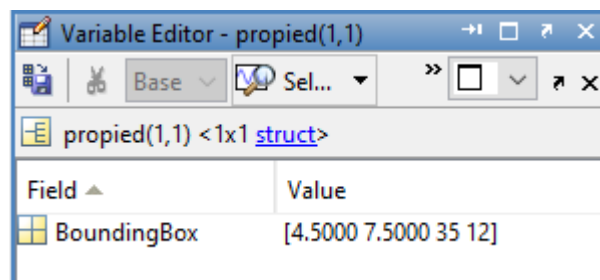 Variable Editor - propied(1,1)
Base Sel... »
propied(1,1) <1x1 struct>
Field Value
BoundingBox [4.5000 7.5000 35 12]